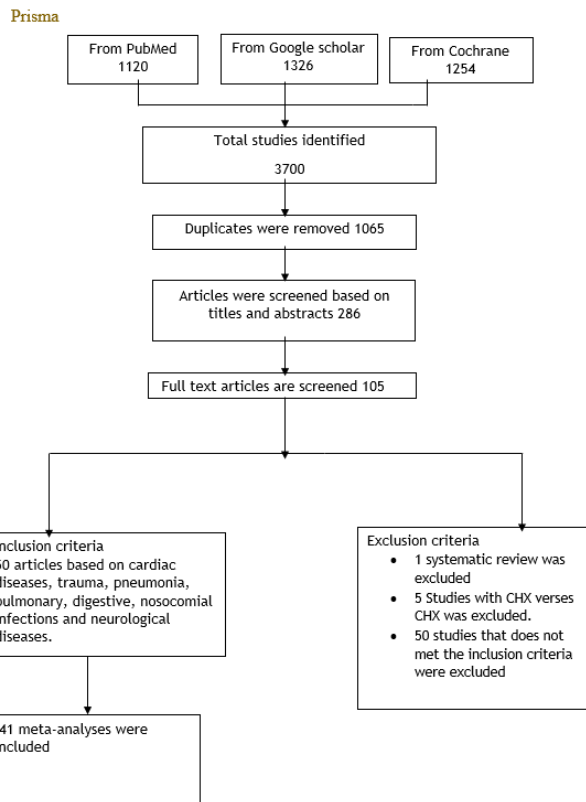 Prisma
From PubMed
1120
From Google scholar
1326
From Cochrane
1254
Total studies identified
3700
Duplicates were removed 1065
Articles were screened based on
titles and abstracts 286
Full text articles are screened 105
nclusion criteria
50 articles based on cardiac
diseases, trauma, pneumonia,
pulmonary, digestive, nosocomial
nfections and neurological
diseases.
41 meta-analyses were
ncluded
Exclusion criteria
• 1 systematic review was
excluded
• 5 Studies with CHX verses
CHX was excluded.
• 50 studies that does not
met the inclusion criteria
were excluded